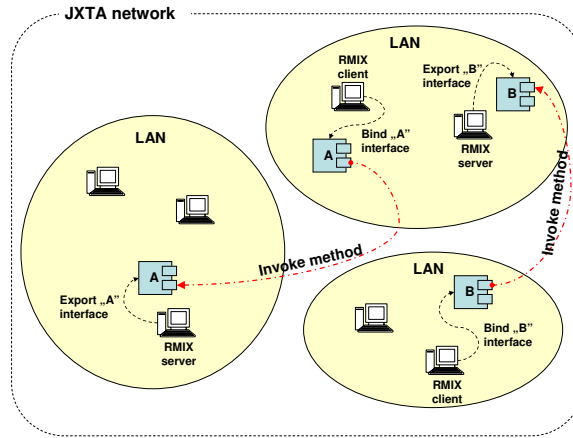 JXTA network
LAN
RMIX
client
Export „B”
interface
B
Bind „A”
interface
A
RMIX
server
LAN
A
Export „A”
interface
RMIX
server
Invoke method
Invoke method
LAN
B
Bind „B”
interface
RMIX
client